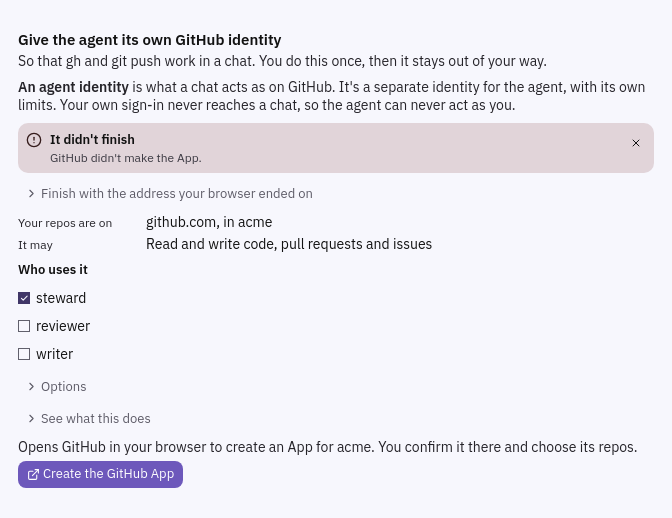 Give the agent its own GitHub identity
So that gh and git push work in a chat. You do this once, then it stays out of your way.
An agent identity is what a chat acts as on GitHub. It's a separate identity for the agent, with its own
limits. Your own sign-in never reaches a chat, so the agent can never act as you.
It didn't finish
GitHub didn't make the App.
Finish with the address your browser ended on
Your repos are on github.com, in acme
It may Read and write code, pull requests and issues
Who uses it
steward
reviewer
writer
Options
See what this does
Opens GitHub in your browser to create an App for acme. You confirm it there and choose its repos.
Create the GitHub App